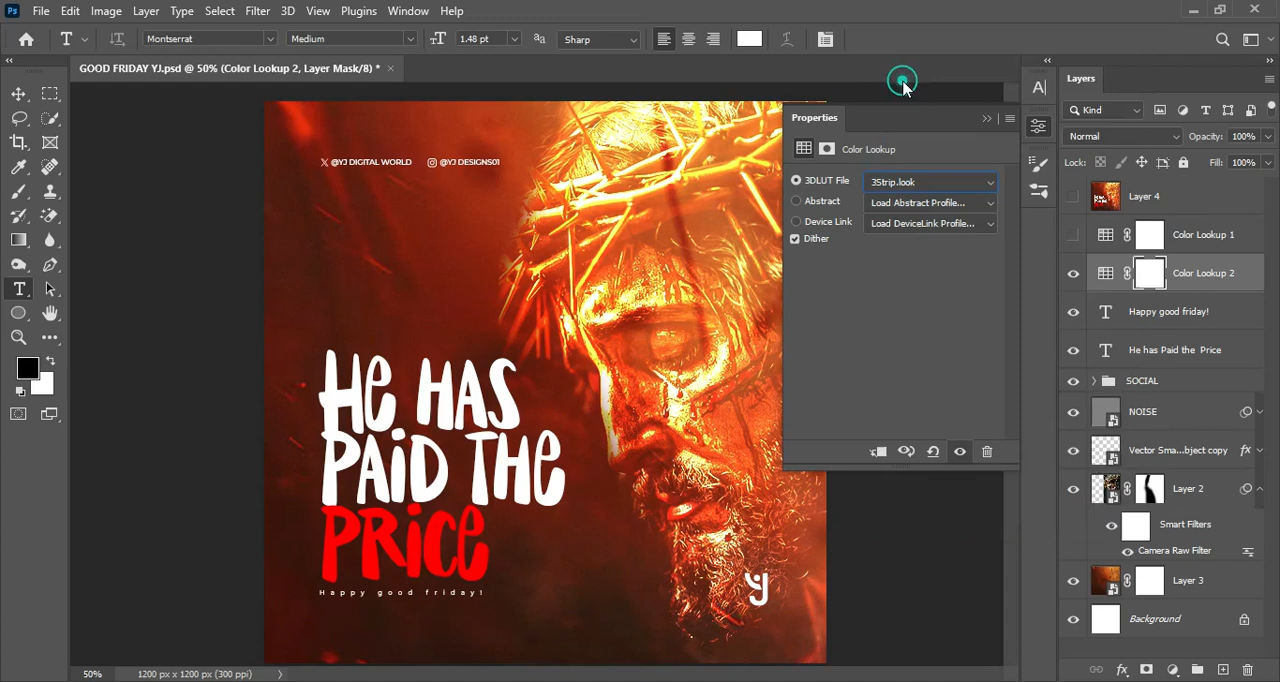 Ps File Edit Image Layer Type Select Filter 3D View Plugins Window Help
Montserrat Medium 1.48 pt Sharp
GOOD FRIDAY YJ.psd @ 50% (Color Lookup 2, Layer Mask/8) *
@YJ DIGITAL WORLD @YJ DESIGNS01
HE HAS
PAID THE
PRICE
Happy good friday!
YJ
Properties
Color Lookup
3DLUT File 3Strip.look
Abstract Load Abstract Profile...
Device Link Load DeviceLink Profile...
Dither
Layers
Kind
Normal Opacity: 100%
Lock: Fill: 100%
Layer 4
Color Lookup 1
Color Lookup 2
Happy good friday!
He has Paid the Price
SOCIAL
NOISE
Vector Sma...bject copy fx
Layer 2
Smart Filters
Camera Raw Filter
Layer 3
Background
50% 1200 px x 1200 px (300 ppi)